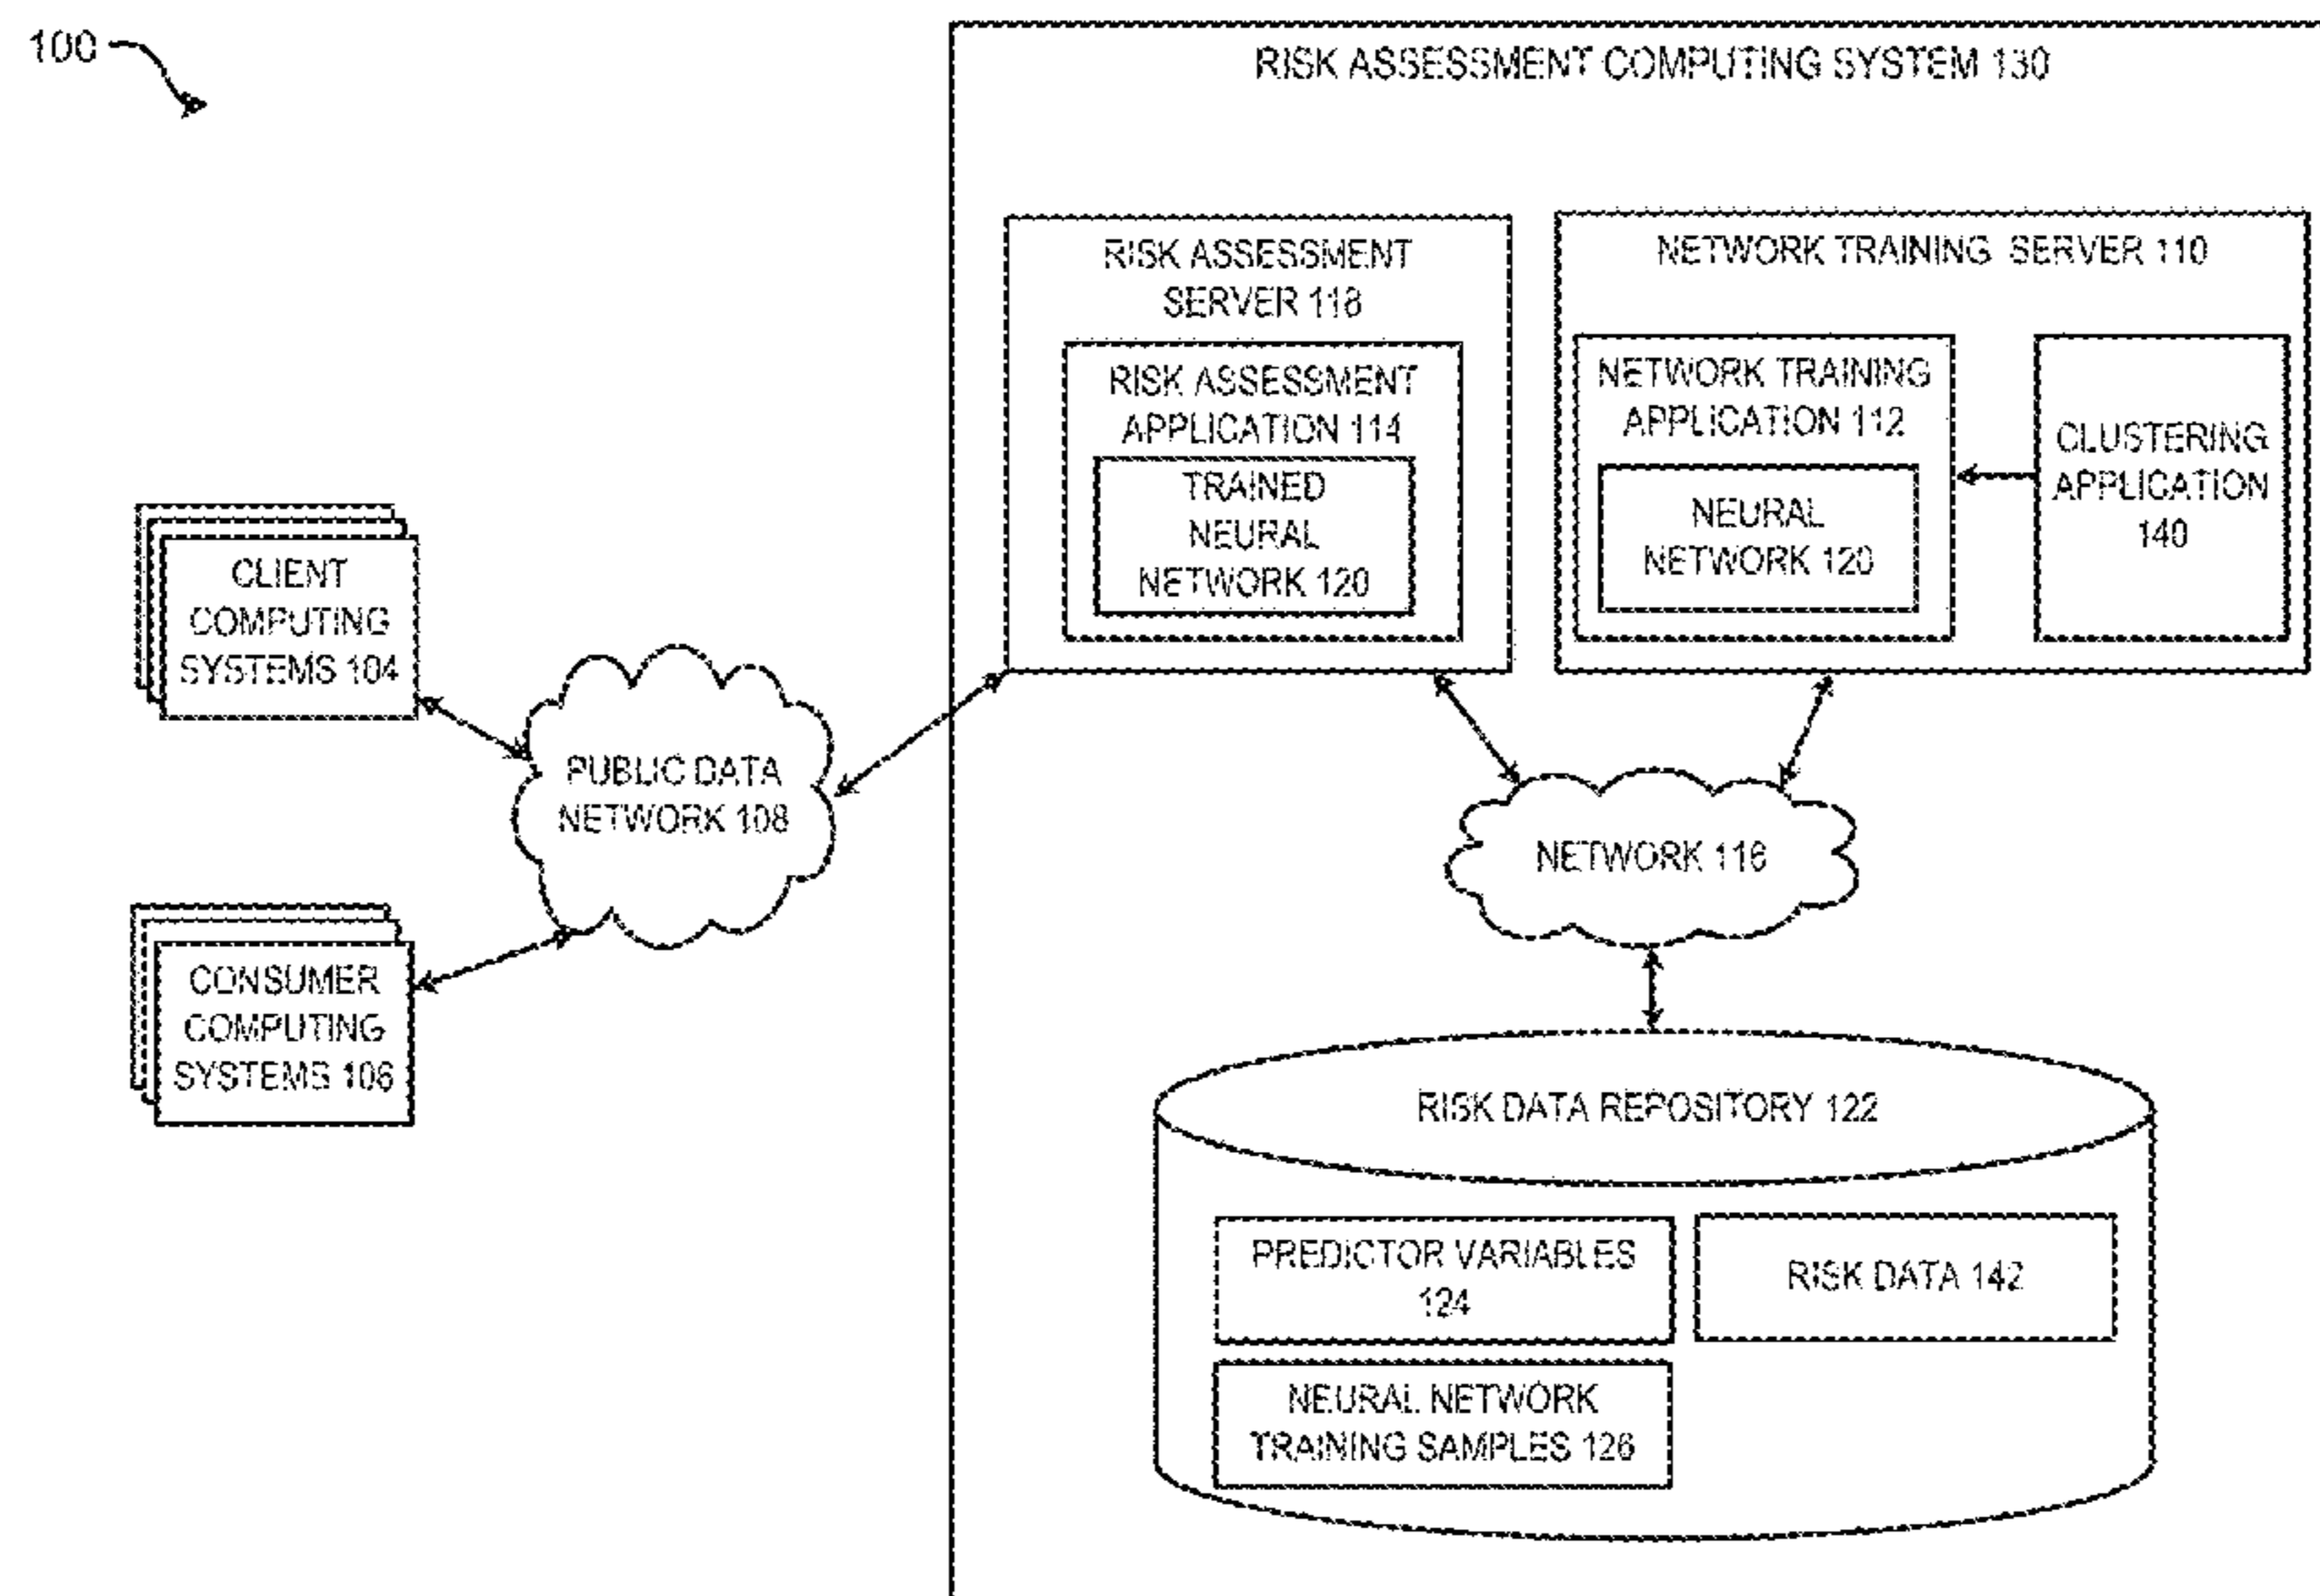 100
RISK ASSESSMENT COMPUTING SYSTEM 130
RISK ASSESSMENT
SERVER 118
RISK ASSESSMENT
APPLICATION 114
TRAINED
NEURAL
NETWORK 120
NETWORK TRAINING SERVER 110
NETWORK TRAINING
APPLICATION 112
NEURAL
NETWORK 120
CLUSTERING
APPLICATION
140
CLIENT
COMPUTING
SYSTEMS 104
PUBLIC DATA
NETWORK 108
CONSUMER
COMPUTING
SYSTEMS 106
NETWORK 116
RISK DATA REPOSITORY 122
PREDICTOR VARIABLES
124
RISK DATA 142
NEURAL NETWORK
TRAINING SAMPLES 126